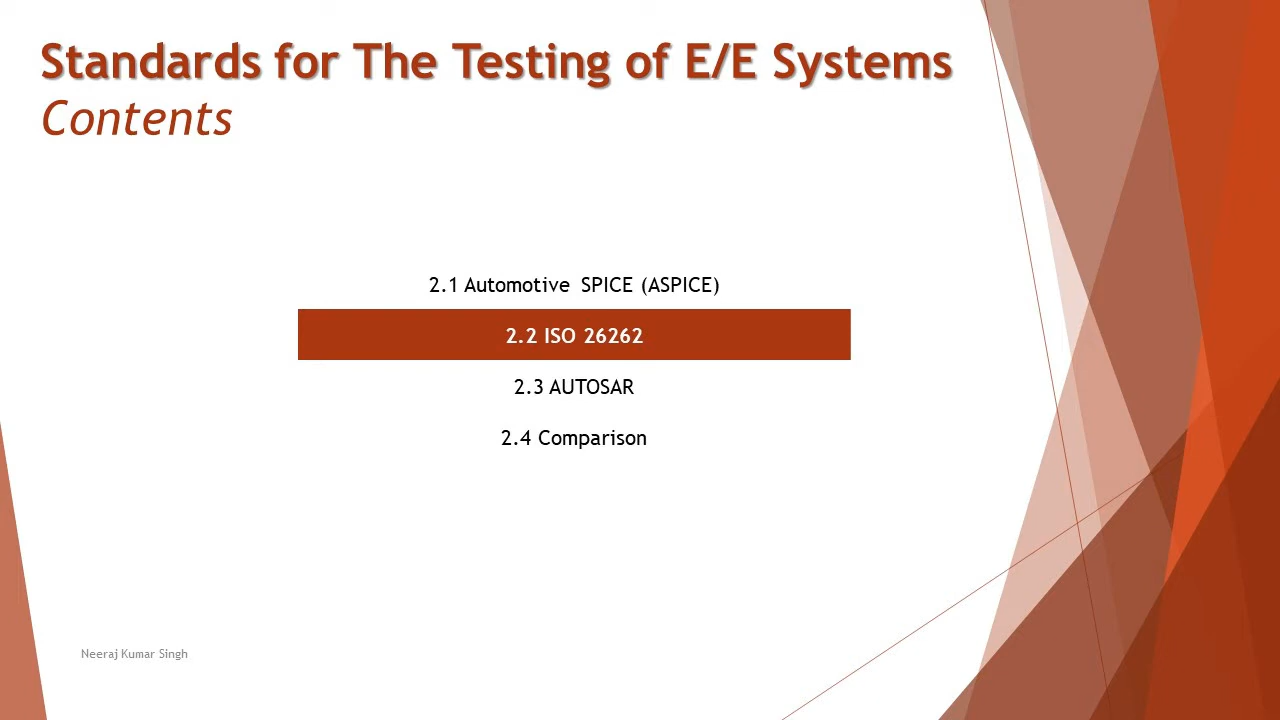 Standards for The Testing of E/E Systems
Contents
2.1 Automotive SPICE (ASPICE)
2.2 ISO 26262
2.3 AUTOSAR
2.4 Comparison
Neeraj Kumar Singh